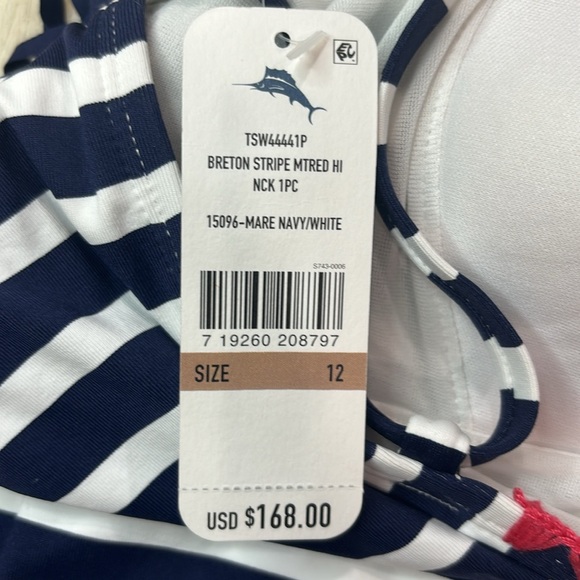 TSW44441P
BRETON STRIPE MTRED HI
NCK 1PC
15096-MARE NAVY/WHITE
S743-0006
7 19260 208797
SIZE 12
USD $168.00